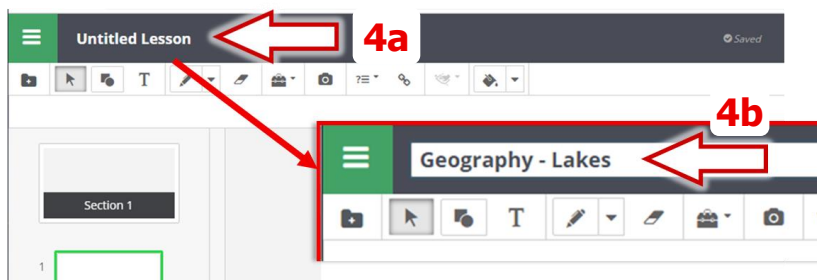 Untitled Lesson
4a
Saved
T
?
4b
Geography - Lakes
T
Section 1
1